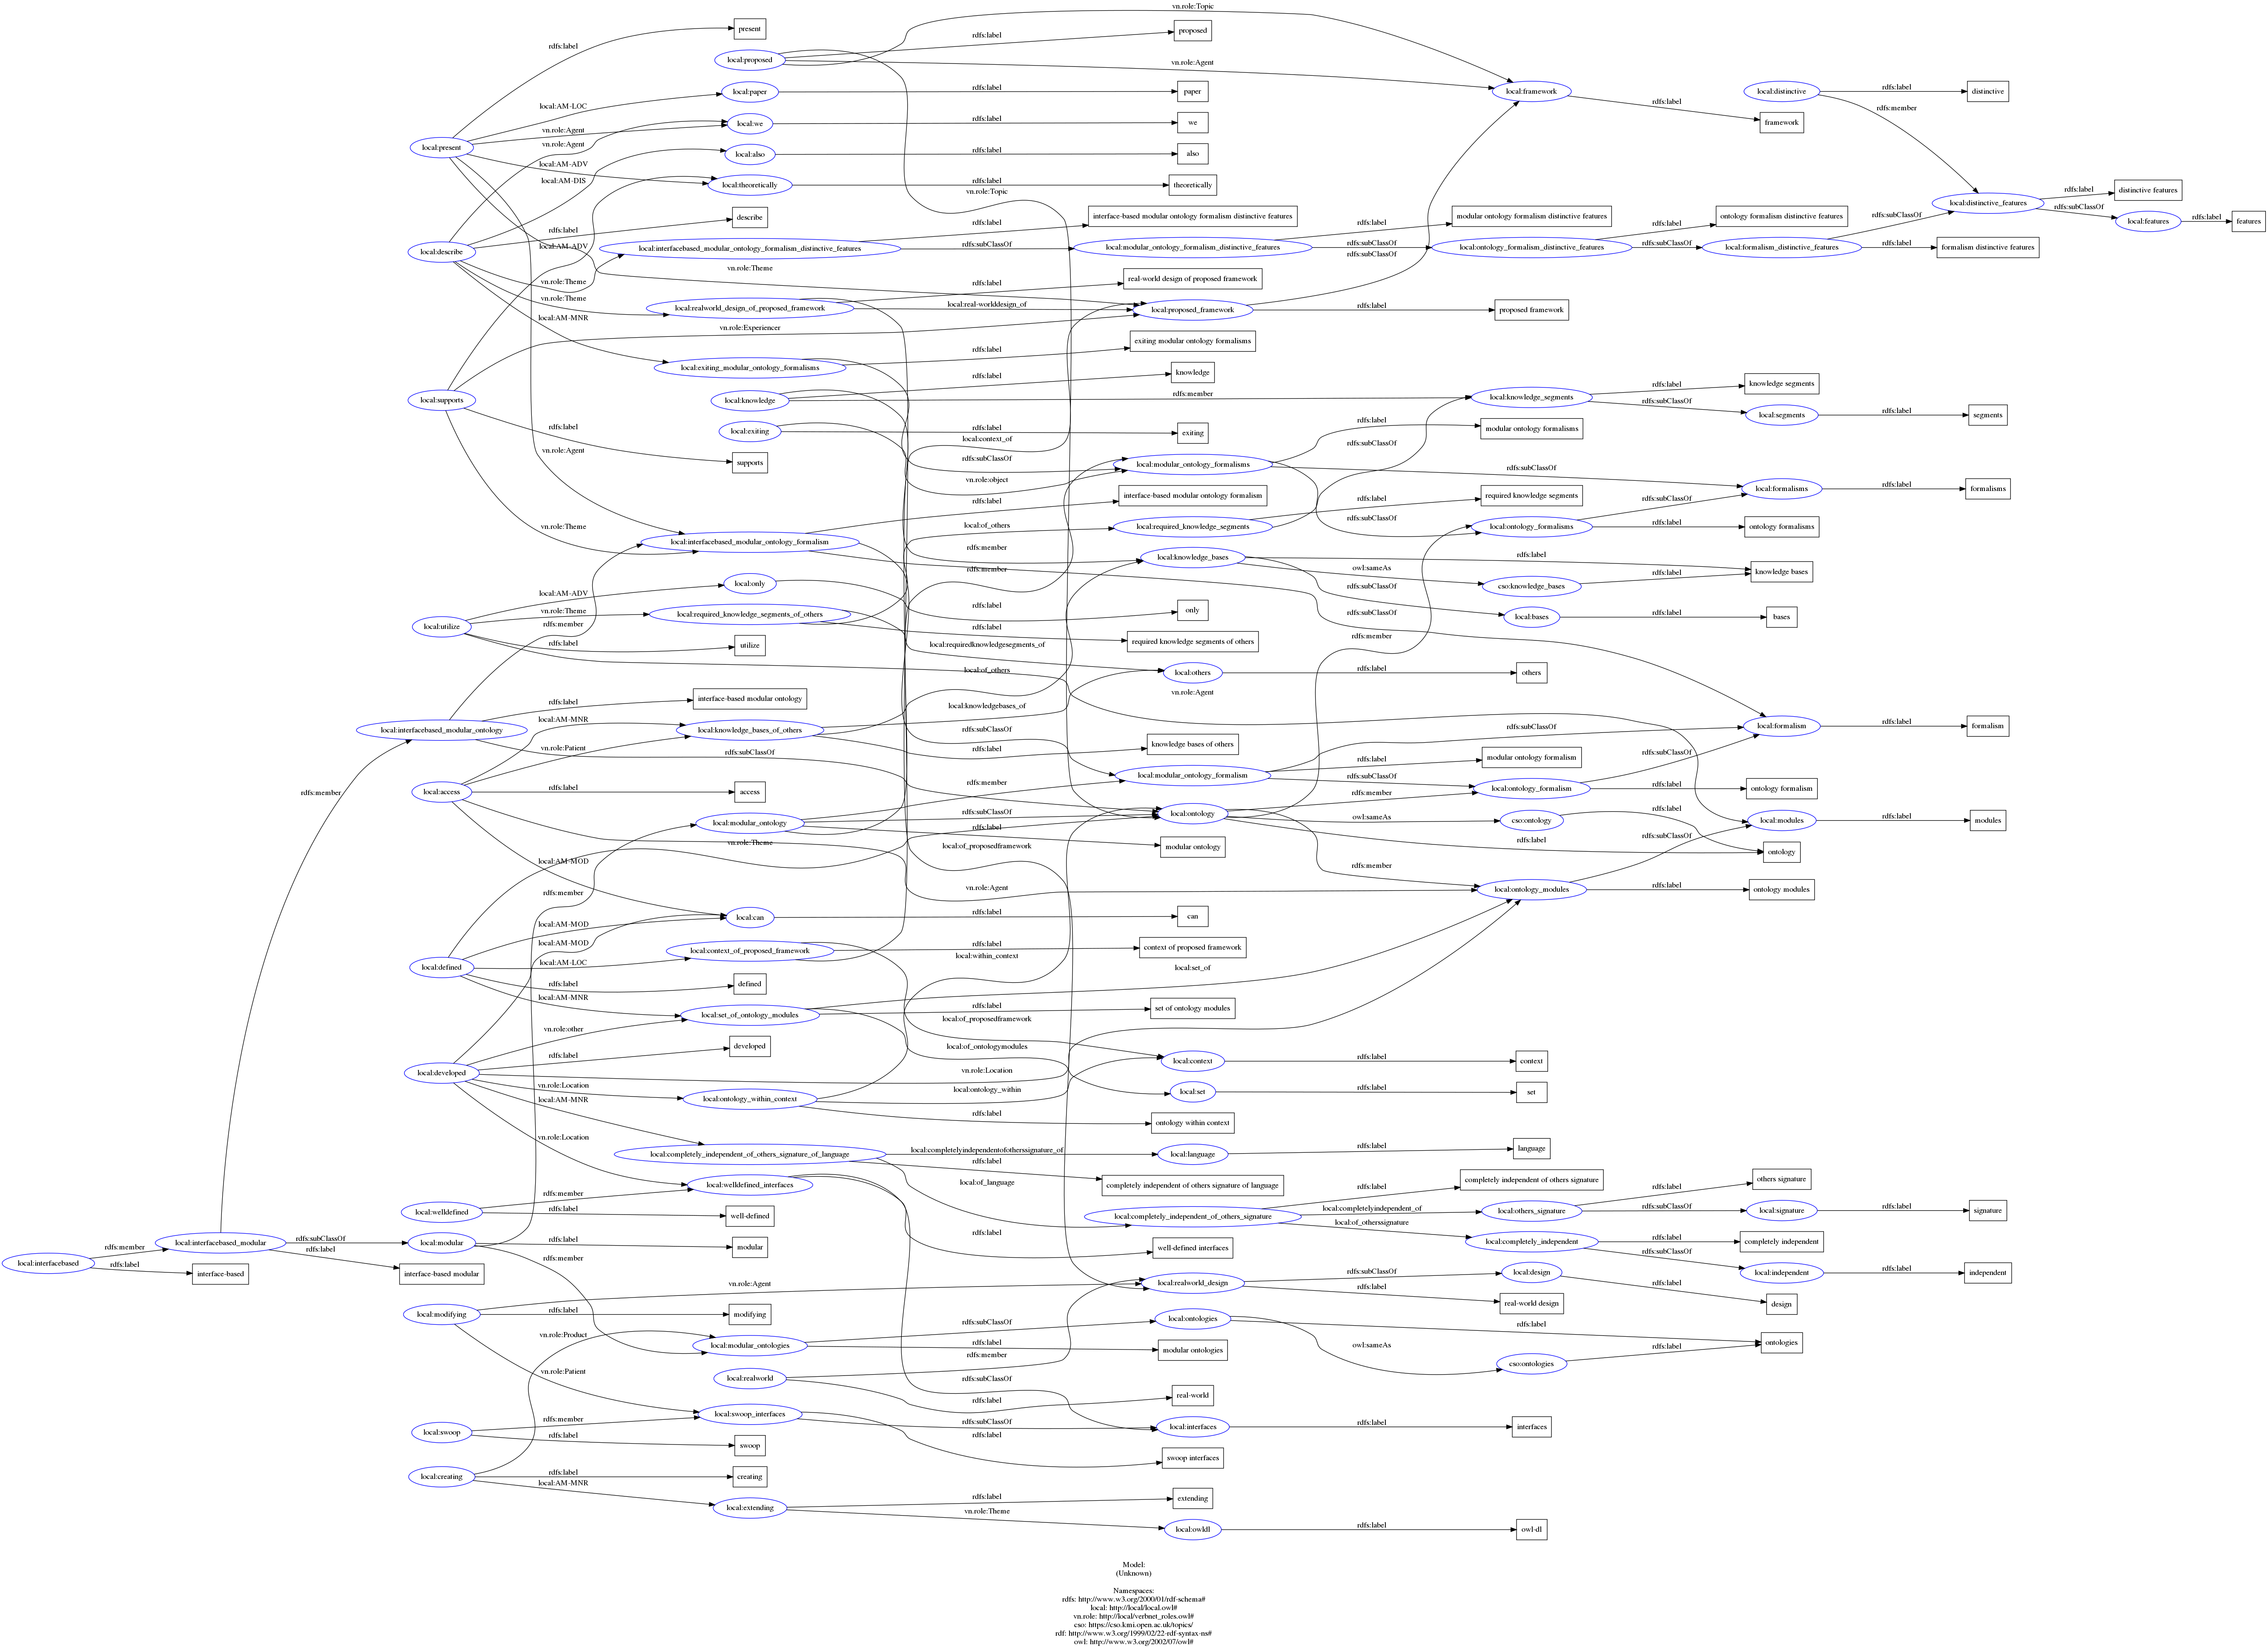 vn.role:Topic
present
rdfs:label
local:proposed
rdfs:label
proposed
vn.role:Agent
local:AM-LOC
local:paper
rdfs:label
paper
local:framework
rdfs:label
framework
local:distinctive
rdfs:label
distinctive
rdfs:member
local:present
vn.role:Agent
vn.role:Agent
local:we
rdfs:label
we
local:also
rdfs:label
also
local:AM-ADV
local:AM-DIS
local:theoretically
rdfs:label
theoretically
vn.role:Topic
local:distinctive_features
rdfs:label
distinctive features
rdfs:subClassOf
local:features
rdfs:label
features
rdfs:label
describe
local:describe
local:AM-ADV
local:interfacebased_modular_ontology_formalism_distinctive_features
rdfs:label
interface-based modular ontology formalism distinctive features
rdfs:subClassOf
local:modular_ontology_formalism_distinctive_features
rdfs:label
modular ontology formalism distinctive features
rdfs:subClassOf
rdfs:subClassOf
local:ontology_formalism_distinctive_features
rdfs:label
ontology formalism distinctive features
rdfs:subClassOf
local:formalism_distinctive_features
rdfs:subClassOf
rdfs:label
formalism distinctive features
vn.role:Theme
vn.role:Theme
vn.role:Theme
local:realworld_design_of_proposed_framework
rdfs:label
real-world design of proposed framework
local:real-worlddesign_of
local:proposed_framework
rdfs:label
proposed framework
local:AM-MNR
vn.role:Experiencer
local:exiting_modular_ontology_formalisms
rdfs:label
exiting modular ontology formalisms
local:supports
local:knowledge
rdfs:label
knowledge
rdfs:member
local:knowledge_segments
rdfs:label
knowledge segments
rdfs:subClassOf
local:segments
rdfs:label
segments
rdfs:label
supports
local:exiting
rdfs:label
exiting
local:context_of
rdfs:subClassOf
vn.role:object
local:modular_ontology_formalisms
rdfs:label
modular ontology formalisms
rdfs:subClassOf
rdfs:subClassOf
local:formalisms
rdfs:label
formalisms
vn.role:Agent
rdfs:label
interface-based modular ontology formalism
rdfs:label
required knowledge segments
local:of_others
local:required_knowledge_segments
rdfs:subClassOf
local:ontology_formalisms
rdfs:subClassOf
rdfs:label
ontology formalisms
vn.role:Theme
local:interfacebased_modular_ontology_formalism
rdfs:member
rdfs:member
local:knowledge_bases
rdfs:label
knowledge bases
owl:sameAs
cso:knowledge_bases
rdfs:label
rdfs:subClassOf
local:bases
rdfs:label
bases
rdfs:subClassOf
local:AM-ADV
local:only
rdfs:label
only
local:utilize
vn.role:Theme
rdfs:member
local:required_knowledge_segments_of_others
rdfs:label
required knowledge segments of others
rdfs:label
utilize
local:requiredknowledgesegments_of
rdfs:member
local:of_others
local:others
rdfs:label
others
vn.role:Agent
rdfs:label
interface-based modular ontology
local:interfacebased_modular_ontology
local:AM-MNR
local:knowledge_bases_of_others
local:knowledgebases_of
vn.role:Patient
rdfs:subClassOf
rdfs:subClassOf
rdfs:label
knowledge bases of others
rdfs:subClassOf
local:formalism
rdfs:label
formalism
rdfs:member
local:access
rdfs:label
access
rdfs:member
local:modular_ontology_formalism
rdfs:label
modular ontology formalism
rdfs:subClassOf
rdfs:subClassOf
local:ontology_formalism
rdfs:label
ontology formalism
rdfs:member
local:modular_ontology
rdfs:subClassOf
local:ontology
owl:sameAs
cso:ontology
rdfs:label
local:modules
rdfs:label
modules
rdfs:label
modular ontology
rdfs:label
rdfs:subClassOf
ontology
vn.role:Theme
local:of_proposedframework
local:AM-MOD
rdfs:member
rdfs:member
vn.role:Agent
local:ontology_modules
rdfs:label
ontology modules
local:AM-MOD
local:can
rdfs:label
can
local:AM-MOD
local:context_of_proposed_framework
rdfs:label
context of proposed framework
local:within_context
local:defined
local:AM-LOC
local:set_of
rdfs:label
defined
local:AM-MNR
local:set_of_ontology_modules
rdfs:label
set of ontology modules
local:of_proposedframework
vn.role:other
rdfs:label
developed
local:of_ontologymodules
local:context
rdfs:label
context
local:developed
vn.role:Location
vn.role:Location
local:ontology_within_context
local:ontology_within
local:set
rdfs:label
set
local:AM-MNR
rdfs:label
ontology within context
vn.role:Location
local:completely_independent_of_others_signature_of_language
local:completelyindependentofotherssignature_of
local:language
rdfs:label
language
rdfs:label
completely independent of others signature of language
local:of_language
rdfs:label
completely independent of others signature
rdfs:label
others signature
rdfs:member
local:welldefined_interfaces
local:welldefined
rdfs:label
well-defined
local:completely_independent_of_others_signature
local:completelyindependent_of
local:others_signature
rdfs:subClassOf
local:signature
rdfs:label
signature
local:of_otherssignature
rdfs:label
well-defined interfaces
local:completely_independent
rdfs:label
completely independent
rdfs:subClassOf
local:independent
rdfs:label
independent
local:interfacebased
rdfs:member
rdfs:label
interface-based
local:interfacebased_modular
rdfs:subClassOf
rdfs:label
interface-based modular
local:modular
rdfs:label
modular
rdfs:member
vn.role:Agent
local:realworld_design
rdfs:subClassOf
local:design
rdfs:label
design
rdfs:label
real-world design
local:modifying
rdfs:label
modifying
vn.role:Product
local:modular_ontologies
rdfs:subClassOf
local:ontologies
rdfs:label
ontologies
rdfs:label
modular ontologies
rdfs:member
owl:sameAs
cso:ontologies
rdfs:label
vn.role:Patient
local:realworld
rdfs:label
real-world
rdfs:subClassOf
local:swoop
rdfs:member
local:swoop_interfaces
rdfs:subClassOf
local:interfaces
rdfs:label
interfaces
rdfs:label
swoop
rdfs:label
swoop interfaces
local:creating
rdfs:label
creating
local:AM-MNR
local:extending
rdfs:label
extending
vn.role:Theme
local:owldl
rdfs:label
owl-dl
Model:
(Unknown)
Namespaces:
rdfs: http://www.w3.org/2000/01/rdf-schema#
local: http://local/local.owl#
vn.role: http://local/verbnet_roles.owl#
cso: https://cso.kmi.open.ac.uk/topics/
rdf: http://www.w3.org/1999/02/22-rdf-syntax-ns#
owl: http://www.w3.org/2002/07/owl#